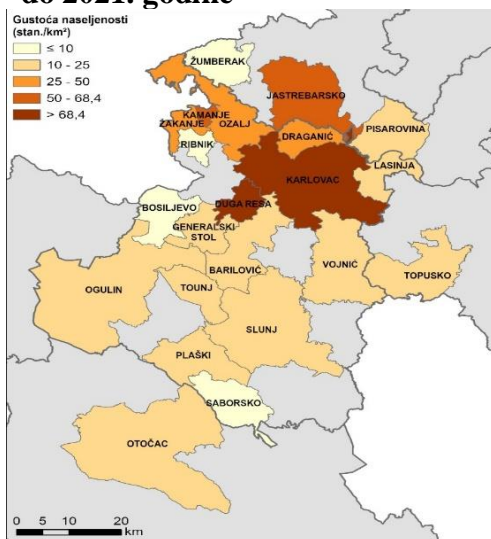 do 2021. godine
Gustoća naseljenosti
(stan./km²)
≤ 10
10 - 25
25 - 50
50 - 68,4
> 68,4
ŽUMBERAK
JASTREBARSKO
KAMANJE
ŽAKANJE
OZALJ
DRAGANIĆ
PISAROVINA
RIBNIK
LASINJA
KARLOVAC
DUGA RESA
BOSILJEVO
GENERALSKI
STOL
BARILOVIĆ
VOJNIĆ
TOPUSKO
OGULIN
TOUNJ
SLUNJ
PLAŠKI
SABORSKO
OTOČAC
0 5 10 20
km